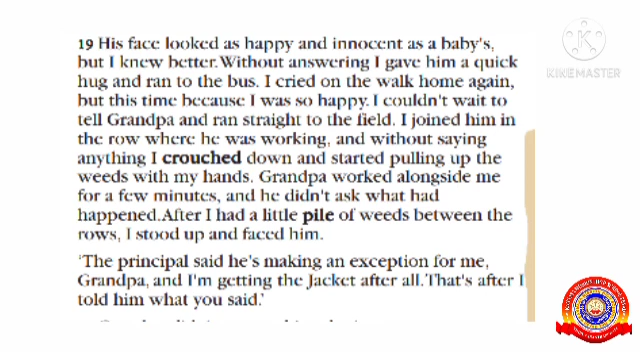 19 His face looked as happy and innocent as a baby's,
but I knew better. Without answering I gave him a quick
hug and ran to the bus. I cried on the walk home again,
but this time because I was so happy. I couldn't wait to
tell Grandpa and ran straight to the field. I joined him in
the row where he was working, and without saying
anything I crouched down and started pulling up the
weeds with my hands. Grandpa worked alongside me
for a few minutes, and he didn't ask what had
happened. After I had a little pile of weeds between the
rows, I stood up and faced him.
'The principal said he's making an exception for me,
Grandpa, and I'm getting the Jacket after all. That's after I
told him what you said.'
KINEMASTER